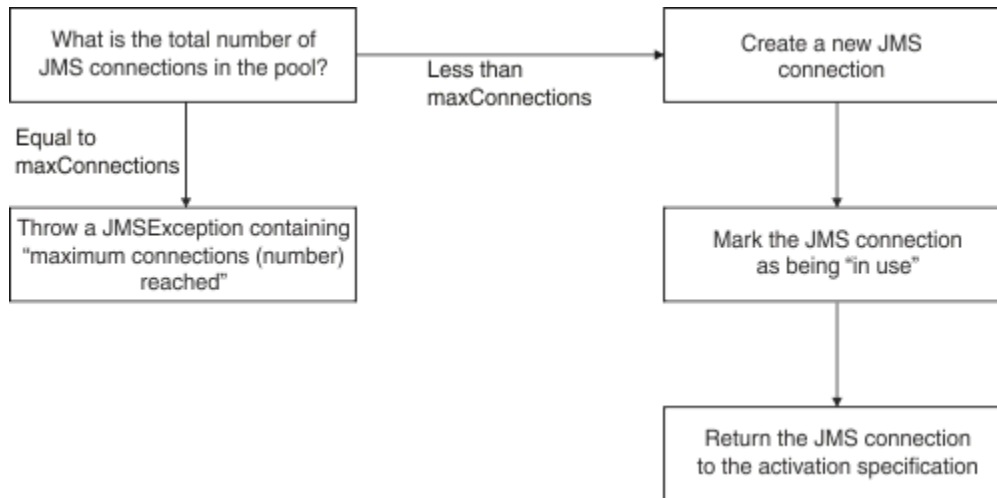 What is the total number of
JMS connections in the pool?
Less than
maxConnections
Create a new JMS
connection
Equal to
maxConnections
Throw a JMSException containing
“maximum connections (number)
reached”
Mark the JMS connection
as being “in use”
Return the JMS connection
to the activation specification